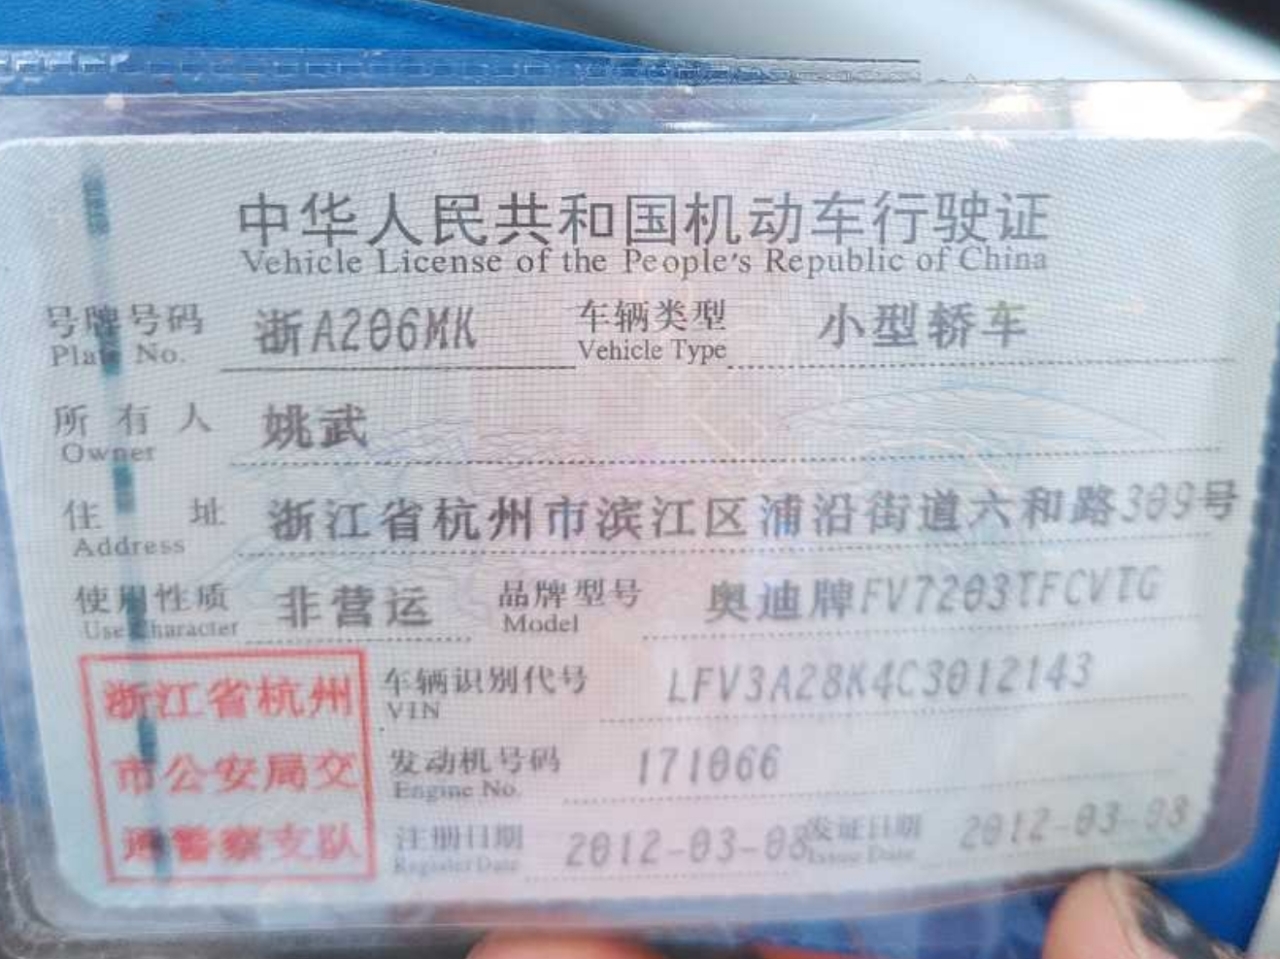 中华人民共和国机动车行驶证
Vehicle License of the People's Republic of China
号牌号码 浙A206MK 车辆类型 小型轿车
Plate No. Vehicle Type
所有人 姚武
Owner
住址 浙江省杭州市滨江区浦沿街道六和路309号
Address
使用性质 非营运 品牌型号 奥迪牌FV7203TFCVTG
Use Character Model
浙江省杭州
市公安局交
通警察支队
车辆识别代号 LFV3A28K4C3012143
VIN
发动机号码 171066
Engine No.
注册日期 2012-03-08 发证日期 2012-03-08
Register Date Issue Date